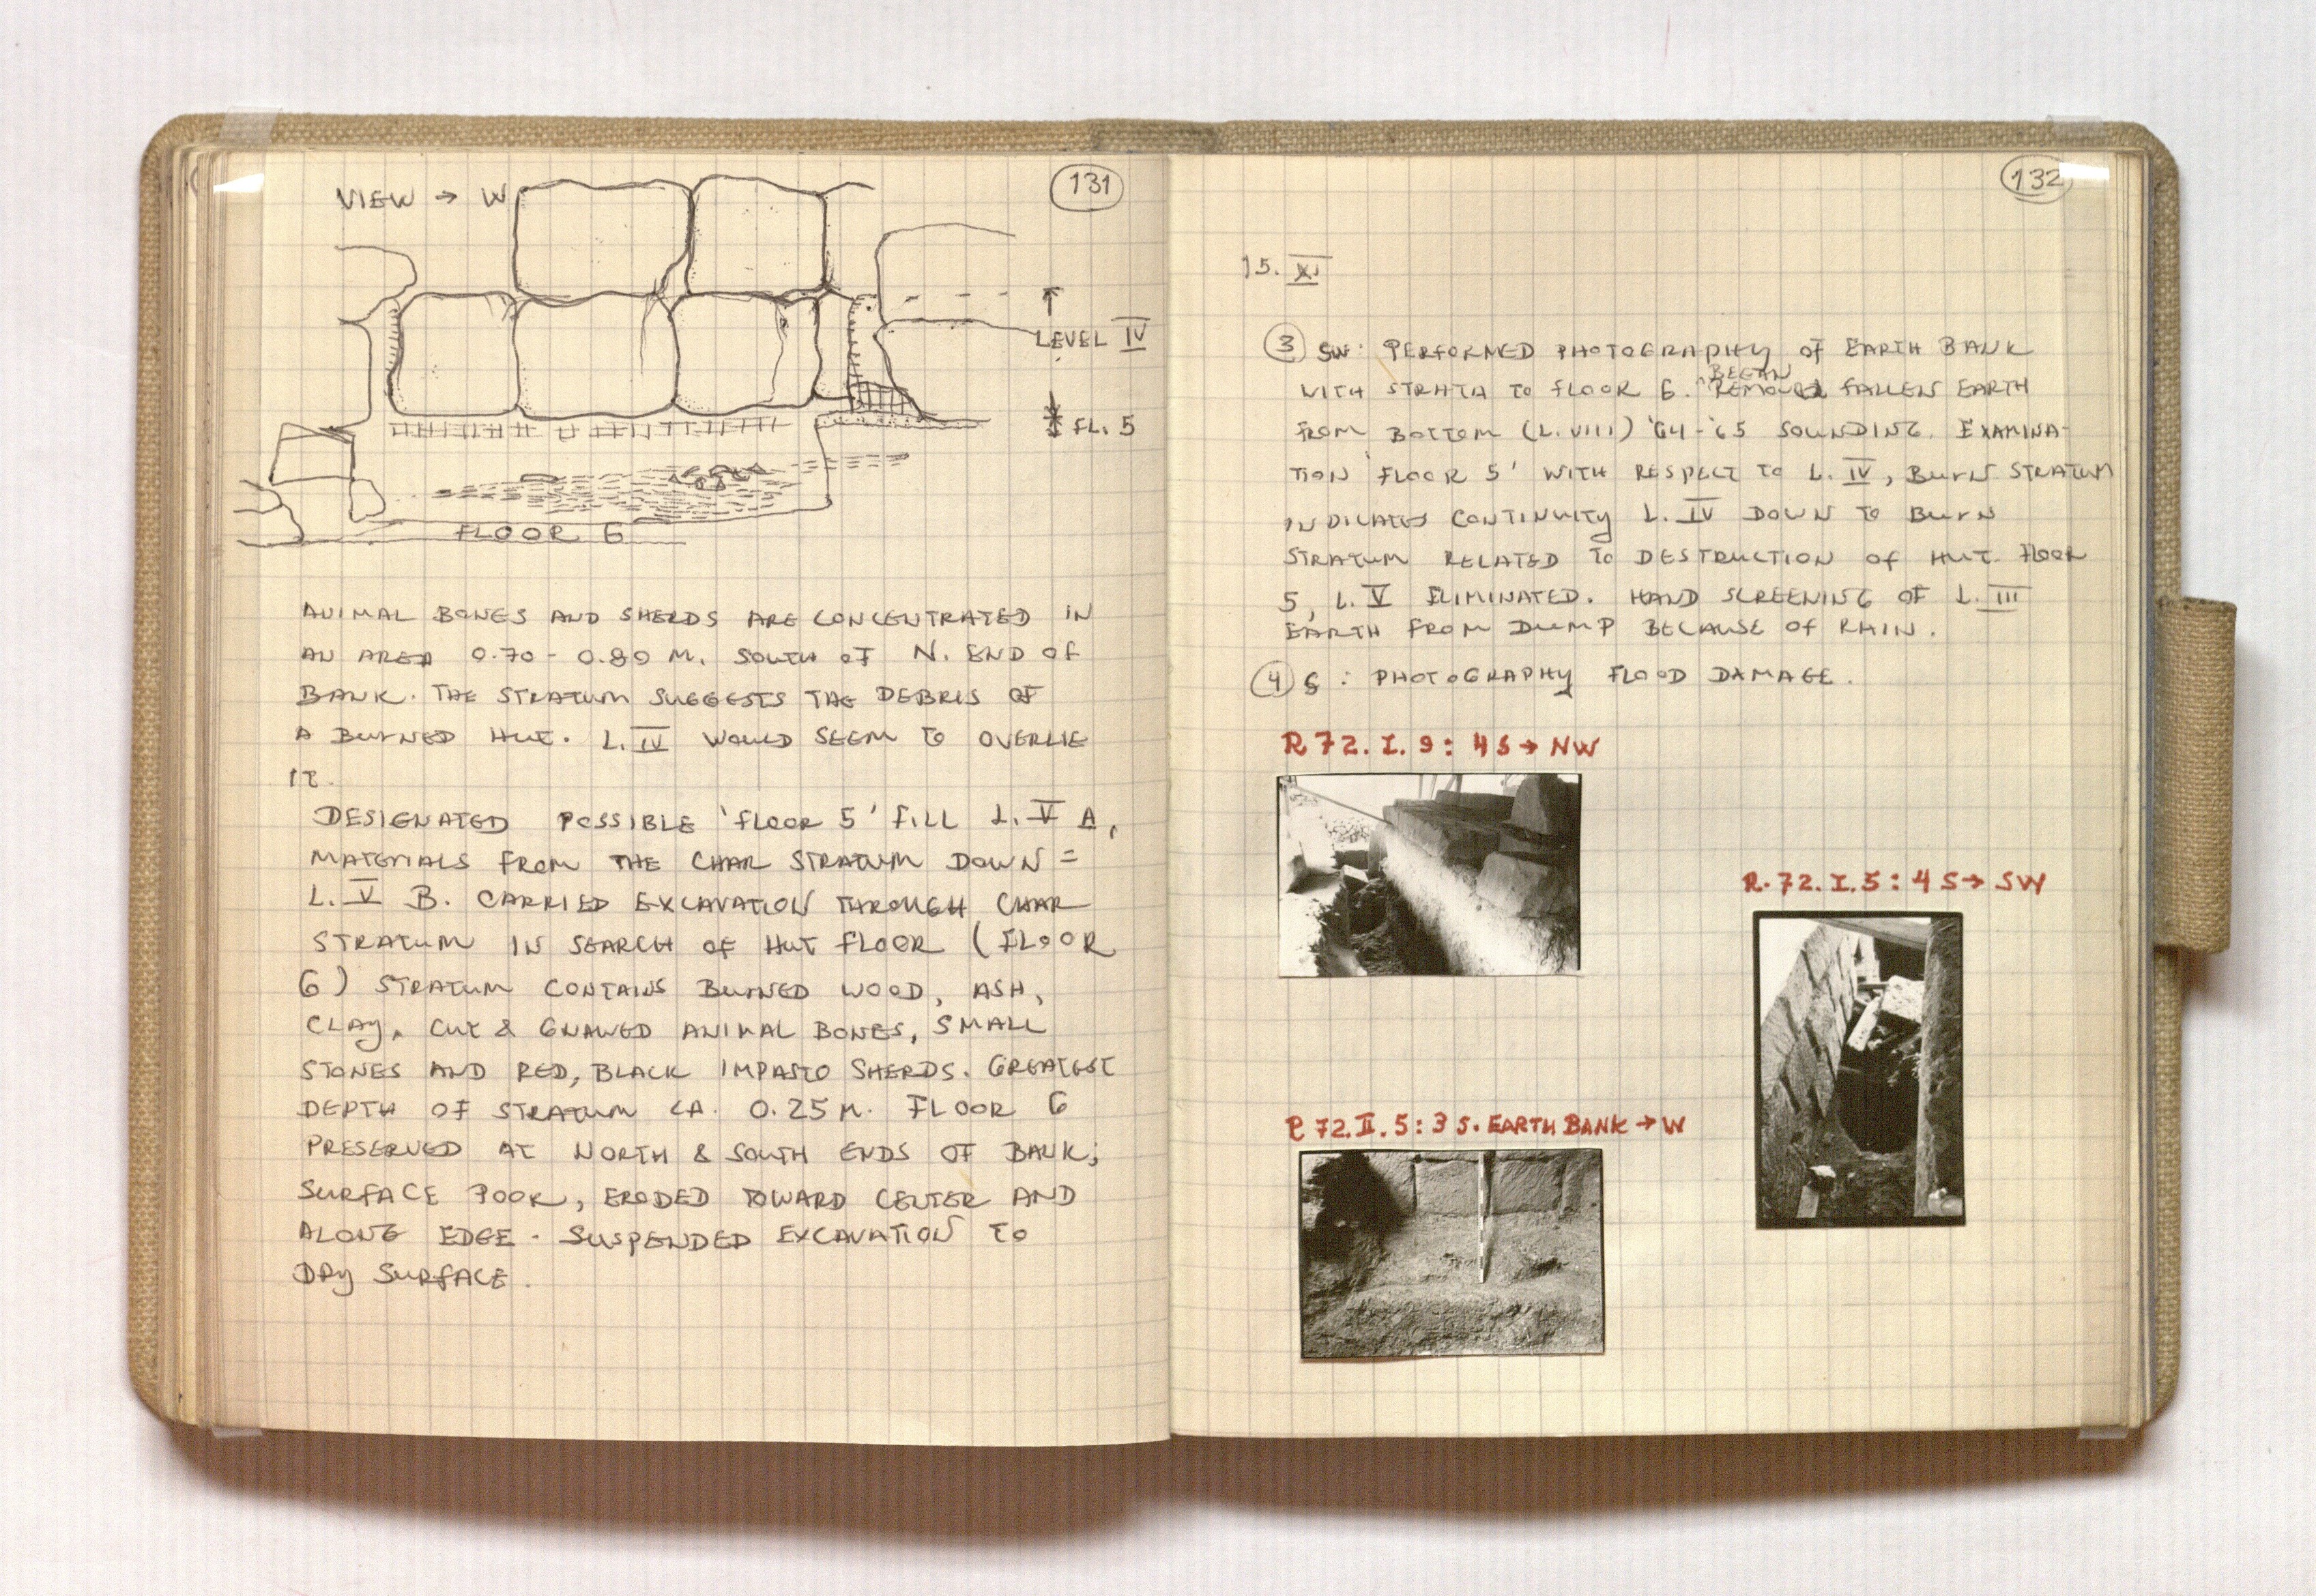 131
VIEW → W
LEVEL IV
FL. 5
FLOOR 6
ANIMAL BONES AND SHERDS ARE CONCENTRATED IN
AN AREA 0.70 - 0.80 M. SOUTH OF N. END OF
BANK. THE STRATUM SUGGESTS THE DEBRIS OF
A BURNED HUT. L. IV WOULD SEEM TO OVERLIE
IT.
DESIGNATED POSSIBLE 'FLOOR 5' FILL L. V A,
MATERIALS FROM THE CHAR STRATUM DOWN =
L. V B. CARRIED EXCAVATION THROUGH CHAR
STRATUM IN SEARCH OF HUT FLOOR (FLOOR
6) STRATUM CONTAINS BURNED WOOD, ASH,
CLAY, CUT & GNAWED ANIMAL BONES, SMALL
STONES AND RED, BLACK IMPASTO SHERDS. GREATEST
DEPTH OF STRATUM CA. 0.25 M. FLOOR 6
PRESERVED AT NORTH & SOUTH ENDS OF BANK;
SURFACE POOR, ERODED TOWARD CENTER AND
ALONG EDGE. SUSPENDED EXCAVATION TO
DRY SURFACE.
132
15. XI
3 SW: PERFORMED PHOTOGRAPHY OF EARTH BANK
BEGAN
WITH STRATA TO FLOOR 6. FALLEN EARTH
FROM BOTTOM (L. VIII) '64-'65 SOUNDING. EXAMINA-
TION 'FLOOR 5' WITH RESPECT TO L. IV, BURN STRATUM
INDICATES CONTINUITY L. IV DOWN TO BURN
STRATUM RELATED TO DESTRUCTION OF HUT. FLOOR
5, L. V ELIMINATED. HAND SCREENING OF L. III
EARTH FROM DUMP BECAUSE OF RAIN.
4 S: PHOTOGRAPHY FLOOD DAMAGE.
R 72. I. 9: 4 S → NW
R. 72. I. 5: 4 S → SW
R 72. II. 5: 3 S. EARTH BANK → W